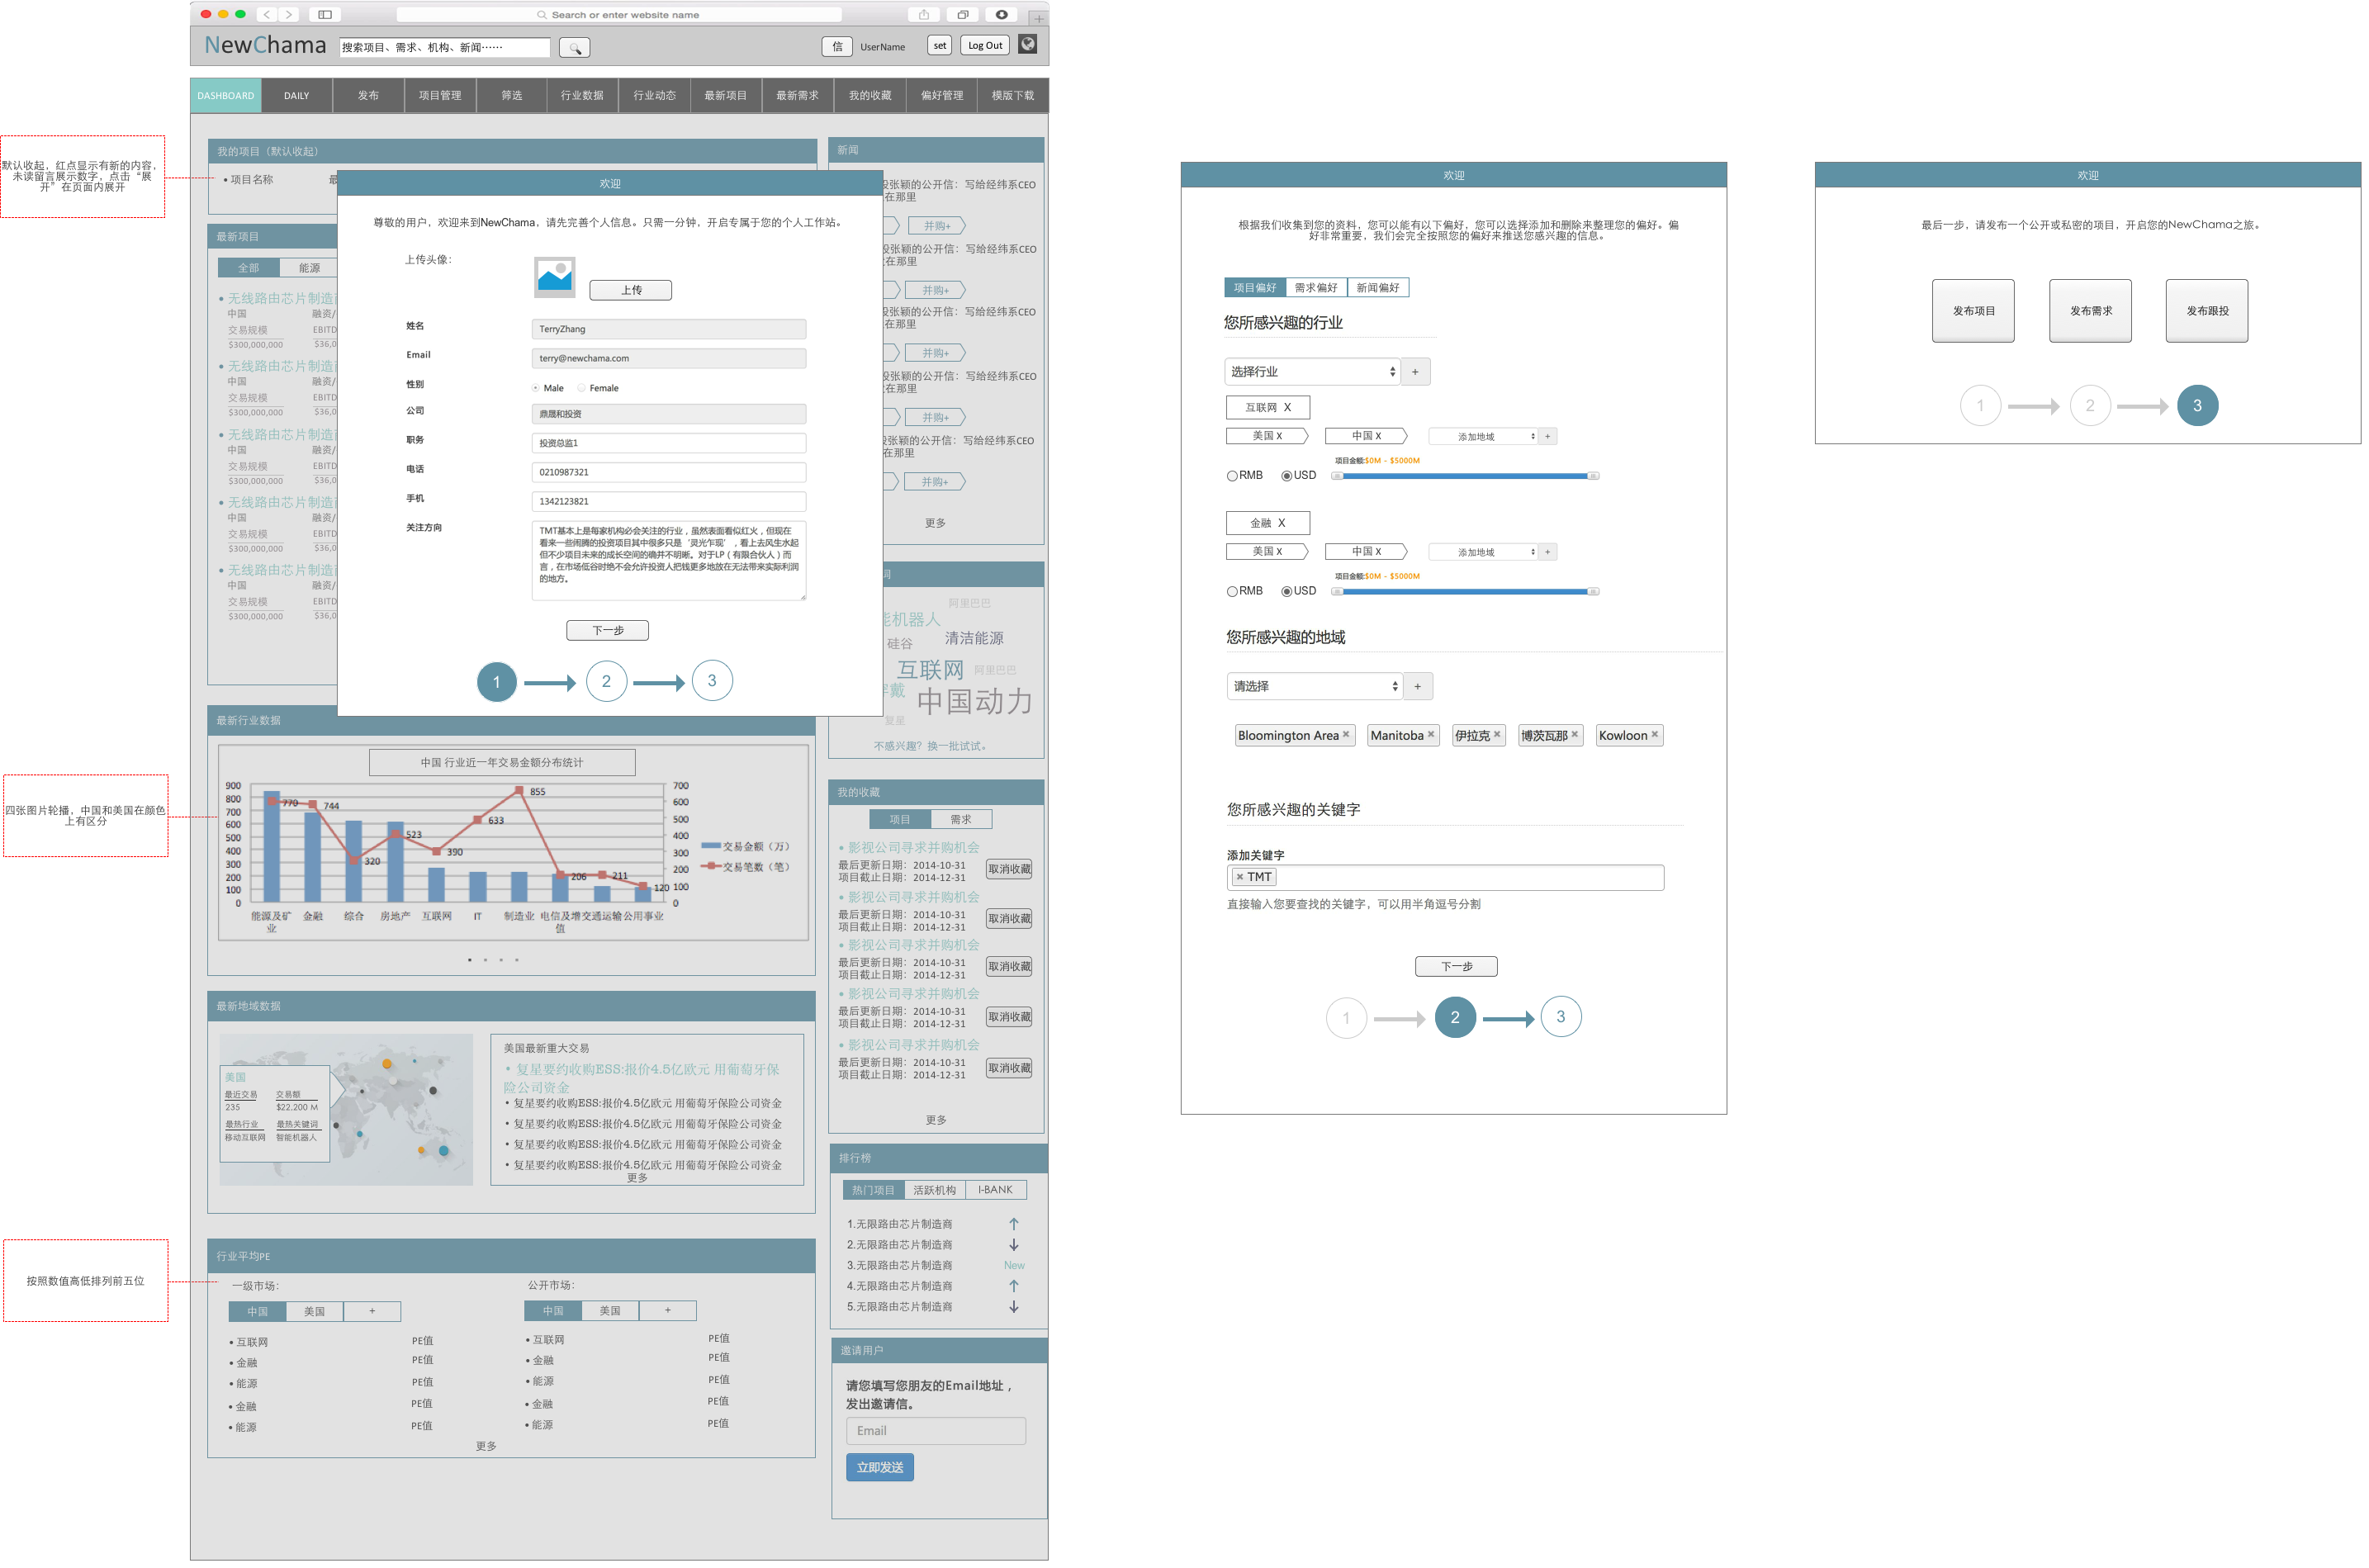 Search or enter website name
NewChama
搜索项目、需求、机构、新闻……
信
UserName
set
Log Out
DASHBOARD
DAILY
发布
项目管理
筛选
行业数据
行业动态
最新项目
最新需求
我的收藏
偏好管理
模版下载
默认收起，红点显示有新的内容，
未读留言展示数字，点击“展
开”在页面内展开
我的项目（默认收起）
• 项目名称
最新项目
全部
能源
• 无线路由芯片制造
中国
融资/
交易规模
EBITD
$300,000,000
$36,0
• 无线路由芯片制造
中国
融资/
交易规模
EBITD
$300,000,000
$36,0
• 无线路由芯片制造
中国
融资/
交易规模
EBITD
$300,000,000
$36,0
• 无线路由芯片制造
中国
融资/
交易规模
EBITD
$300,000,000
$36,0
• 无线路由芯片制造
中国
融资/
交易规模
EBITD
$300,000,000
$36,0
欢迎
尊敬的用户，欢迎来到NewChama，请先完善个人信息。只需一分钟，开启专属于您的个人工作站。
上传头像：
上传
姓名
TerryZhang
Email
terry@newchama.com
性别
Male
Female
公司
鼎晟和投资
职务
投资总监1
电话
0210987321
手机
1342123821
关注方向
TMT基本上是每家机构必会关注的行业，虽然表面看似红火，但现在
看来一些闹腾的投资项目其中很多只是‘灵光乍现’，看上去风生水起
但不少项目未来的成长空间的确并不明晰。对于LP（有限合伙人）而
言，在市场低谷时绝不会允许投资人把钱更多地放在无法带来实际利润
的地方。
下一步
1
2
3
新闻
张颖的公开信：写给经纬系CEO
在那里
并购+
张颖的公开信：写给经纬系CEO
在那里
并购+
张颖的公开信：写给经纬系CEO
在那里
并购+
张颖的公开信：写给经纬系CEO
在那里
并购+
张颖的公开信：写给经纬系CEO
在那里
并购+
更多
词
阿里巴巴
能机器人
硅谷
清洁能源
互联网
阿里巴巴
戴
中国动力
复星
不感兴趣？换一批试试。
四张图片轮播，中国和美国在颜色
上有区分
最新行业数据
中国 行业近一年交易金额分布统计
900
800
700
600
500
400
300
200
100
0
770
744
320
523
390
633
855
206
211
120
700
600
500
400
300
200
100
0
交易金额（万）
交易笔数（笔）
能源及矿业
金融
综合
房地产
互联网
IT
制造业
电信及增值
交通运输
公用事业
我的收藏
项目
需求
• 影视公司寻求并购机会
最后更新日期：2014-10-31
项目截止日期：2014-12-31
取消收藏
• 影视公司寻求并购机会
最后更新日期：2014-10-31
项目截止日期：2014-12-31
取消收藏
• 影视公司寻求并购机会
最后更新日期：2014-10-31
项目截止日期：2014-12-31
取消收藏
• 影视公司寻求并购机会
最后更新日期：2014-10-31
项目截止日期：2014-12-31
取消收藏
• 影视公司寻求并购机会
最后更新日期：2014-10-31
项目截止日期：2014-12-31
取消收藏
更多
最新地域数据
美国
最近交易
交易额
235
$22,200 M
最热行业
最热关键词
移动互联网
智能机器人
美国最新重大交易
• 复星要约收购ESS:报价4.5亿欧元 用葡萄牙保
险公司资金
• 复星要约收购ESS:报价4.5亿欧元 用葡萄牙保险公司资金
• 复星要约收购ESS:报价4.5亿欧元 用葡萄牙保险公司资金
• 复星要约收购ESS:报价4.5亿欧元 用葡萄牙保险公司资金
• 复星要约收购ESS:报价4.5亿欧元 用葡萄牙保险公司资金
更多
排行榜
热门项目
活跃机构
I-BANK
1.无限路由芯片制造商
2.无限路由芯片制造商
3.无限路由芯片制造商
New
4.无限路由芯片制造商
5.无限路由芯片制造商
按照数值高低排列前五位
行业平均PE
一级市场：
公开市场：
中国
美国
+
中国
美国
+
• 互联网
PE值
• 互联网
PE值
• 金融
PE值
• 金融
PE值
• 能源
PE值
• 能源
PE值
• 金融
PE值
• 金融
PE值
• 能源
PE值
• 能源
PE值
更多
邀请用户
请您填写您朋友的Email地址，
发出邀请信。
Email
立即发送
欢迎
根据我们收集到您的资料，您可以能有以下偏好，您可以选择添加和删除来整理您的偏好。偏
好非常重要，我们会完全按照您的偏好来推送您感兴趣的信息。
项目偏好
需求偏好
新闻偏好
您所感兴趣的行业
选择行业
+
互联网 X
美国 X
中国 X
添加地域
+
项目金额:$0M - $5000M
RMB
USD
金融 X
美国 X
中国 X
添加地域
+
项目金额:$0M - $5000M
RMB
USD
您所感兴趣的地域
请选择
+
Bloomington Area ×
Manitoba ×
伊拉克 ×
博茨瓦那 ×
Kowloon ×
您所感兴趣的关键字
添加关键字
× TMT
直接输入您要查找的关键字，可以用半角逗号分割
下一步
1
2
3
欢迎
最后一步，请发布一个公开或私密的项目，开启您的NewChama之旅。
发布项目
发布需求
发布跟投
1
2
3